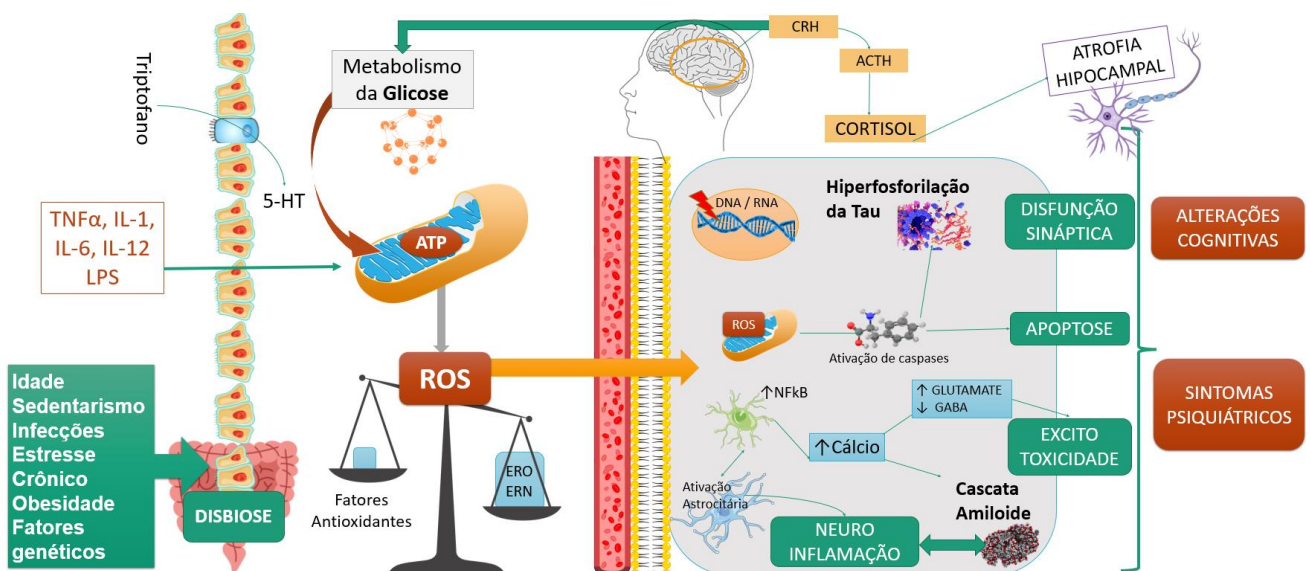 CRH
Metabolismo
da Glicose
ACTH
CORTISOL
ATROFIA
HIPOCAMPAL
Triptofano
5-HT
TNFα, IL-1,
IL-6, IL-12
LPS
ATP
ROS
Idade
Sedentarismo
Infecções
Estresse
Crônico
Obesidade
Fatores
genéticos
DISBIOSE
Fatores
Antioxidantes
ERO
ERN
DNA / RNA
Hiperfosforilação
da Tau
DISFUNÇÃO
SINÁPTICA
ROS
Ativação de caspases
APOPTOSE
↑NFkB
↑ GLUTAMATE
↓ GABA
↑Cálcio
EXCITO
TOXICIDADE
Ativação
Astrocitária
Cascata
Amiloide
NEURO
INFLAMAÇÃO
ALTERAÇÕES
COGNITIVAS
SINTOMAS
PSIQUIÁTRICOS